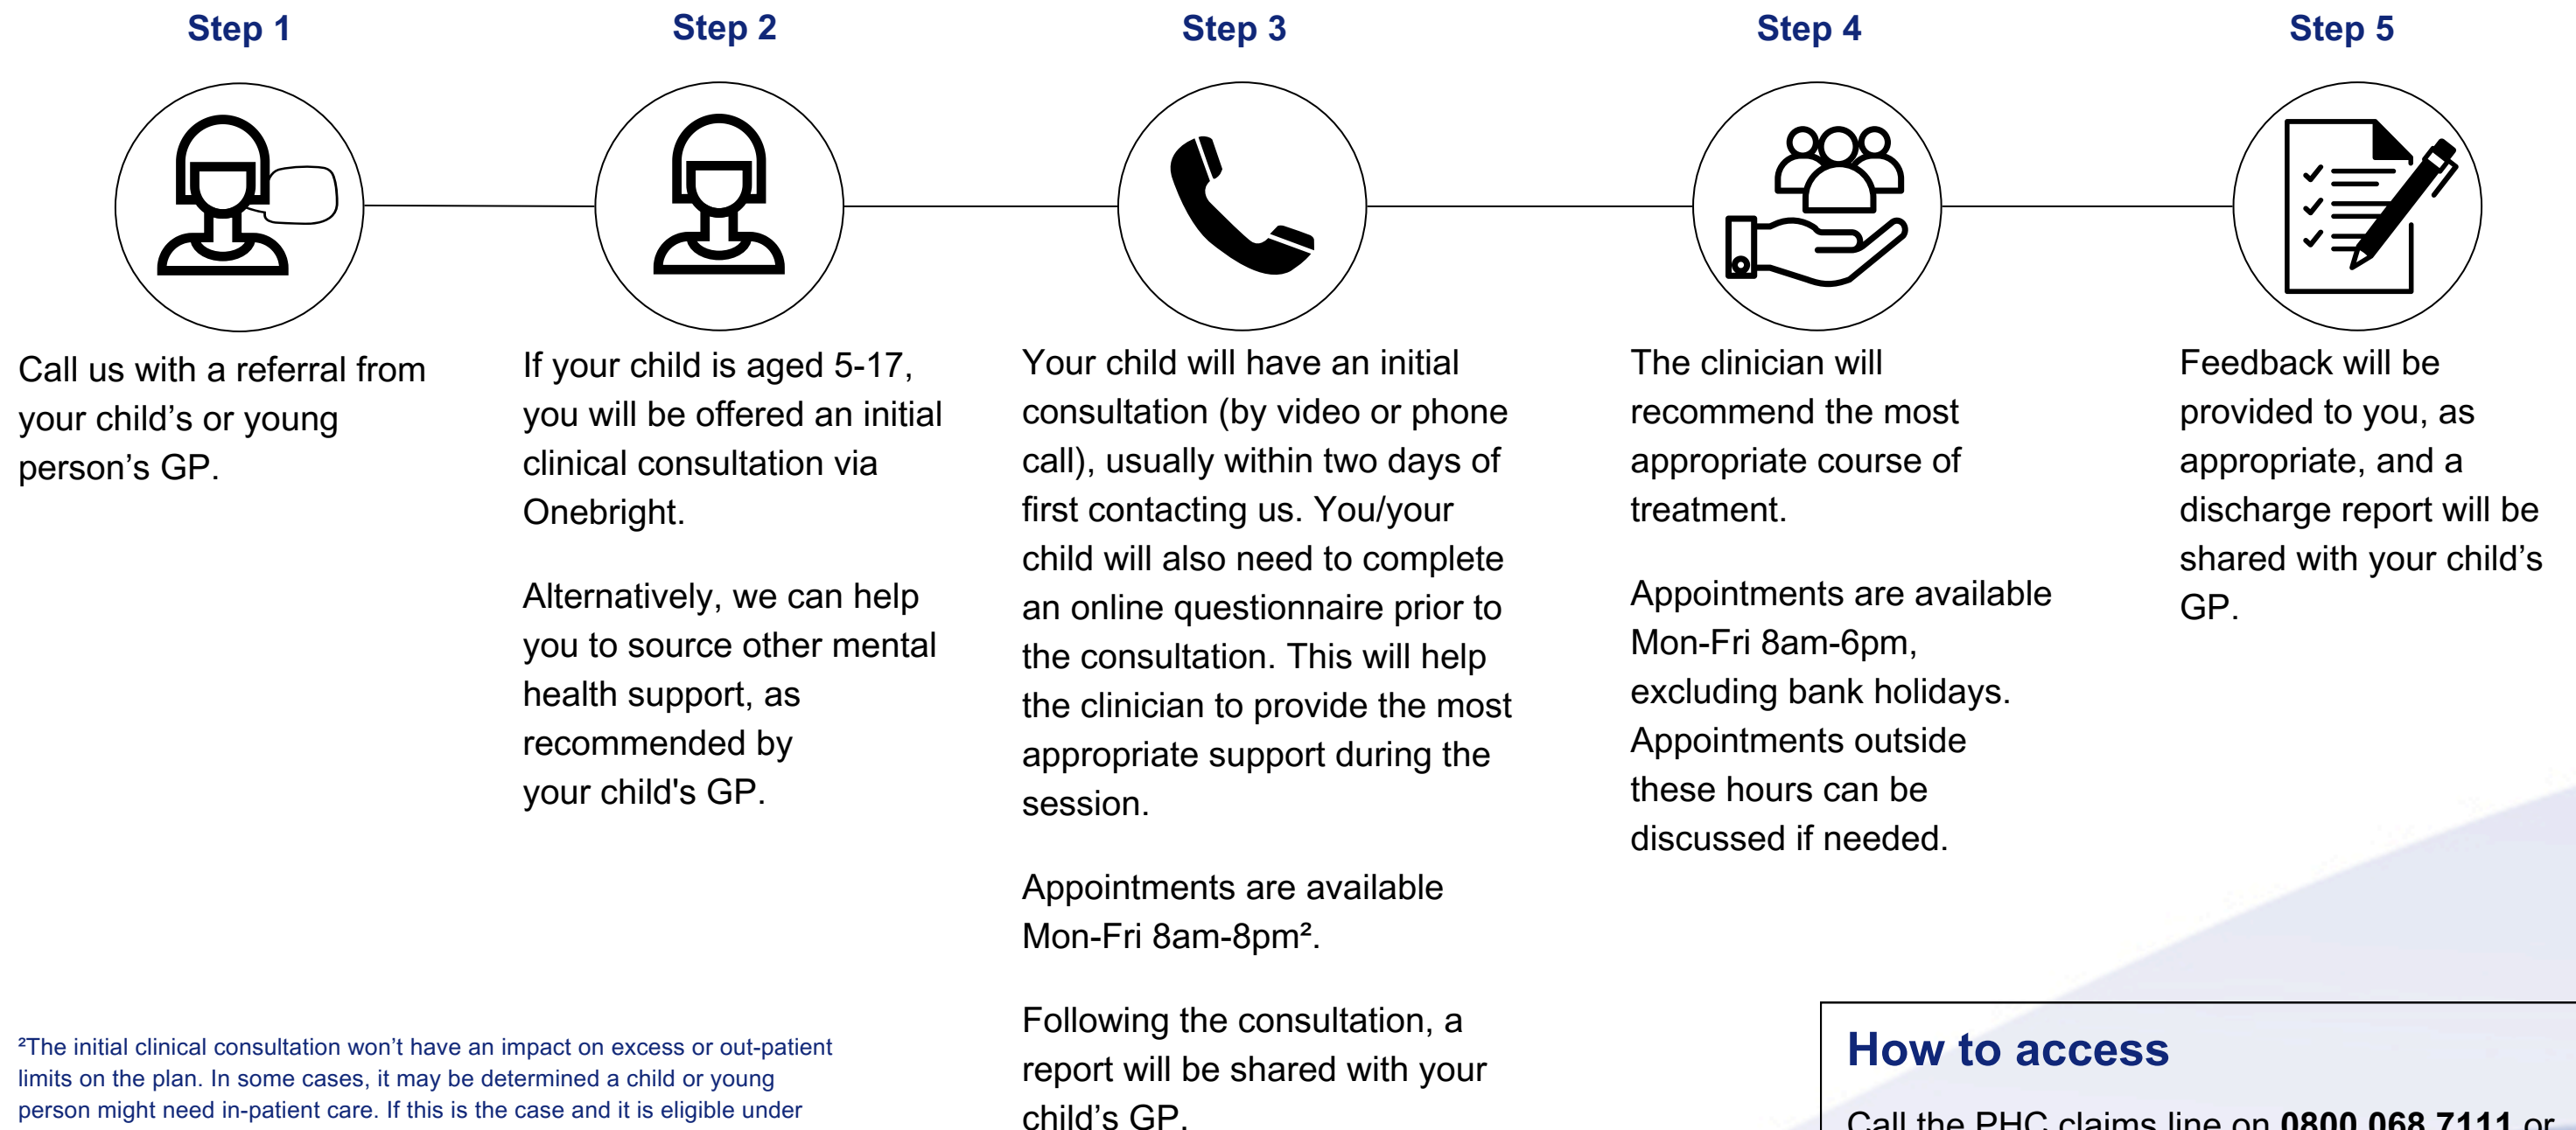 Step 1
Call us with a referral from
your child’s or young
person’s GP.
Step 2
If your child is aged 5-17,
you will be offered an initial
clinical consultation via
Onebright.
Alternatively, we can help
you to source other mental
health support, as
recommended by
your child's GP.
Step 3
Your child will have an initial
consultation (by video or phone
call), usually within two days of
first contacting us. You/your
child will also need to complete
an online questionnaire prior to
the consultation. This will help
the clinician to provide the most
appropriate support during the
session.
Appointments are available
Mon-Fri 8am-8pm².
Following the consultation, a
report will be shared with your
child’s GP.
Step 4
The clinician will
recommend the most
appropriate course of
treatment.
Appointments are available
Mon-Fri 8am-6pm,
excluding bank holidays.
Appointments outside
these hours can be
discussed if needed.
Step 5
Feedback will be
provided to you, as
appropriate, and a
discharge report will be
shared with your child’s
GP.
²The initial clinical consultation won’t have an impact on excess or out-patient
limits on the plan. In some cases, it may be determined a child or young
person might need in-patient care. If this is the case and it is eligible under
How to access
Call the PHC claims line on 0800 068 7111 or